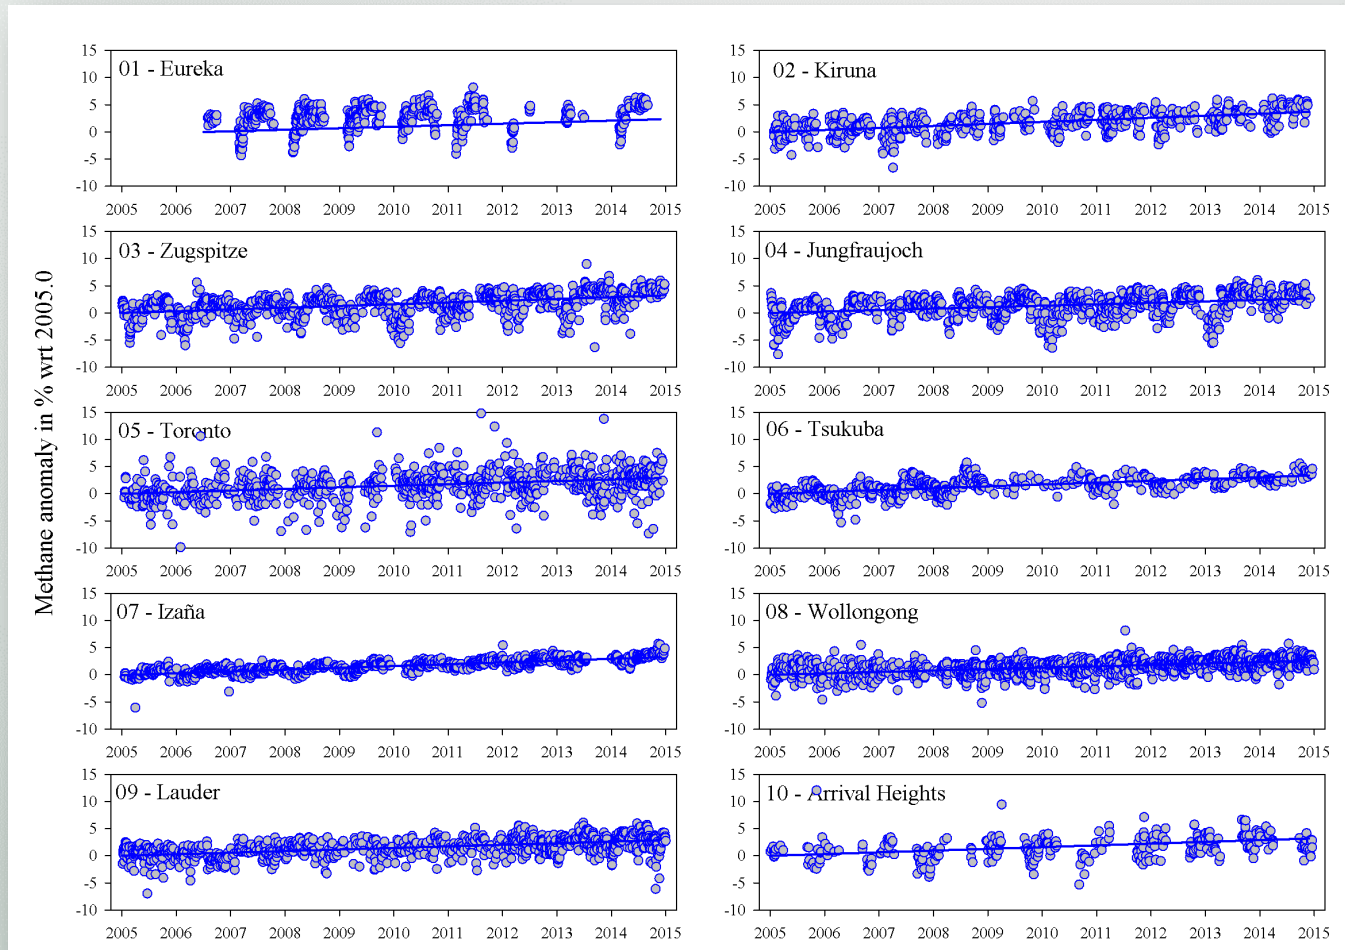 Methane anomaly in % wrt 2005.0
01 - Eureka
15
10
5
0
-5
-10
2005 2006 2007 2008 2009 2010 2011 2012 2013 2014 2015
02 - Kiruna
15
10
5
0
-5
-10
2005 2006 2007 2008 2009 2010 2011 2012 2013 2014 2015
03 - Zugspitze
15
10
5
0
-5
-10
2005 2006 2007 2008 2009 2010 2011 2012 2013 2014 2015
04 - Jungfraujoch
15
10
5
0
-5
-10
2005 2006 2007 2008 2009 2010 2011 2012 2013 2014 2015
05 - Toronto
15
10
5
0
-5
-10
2005 2006 2007 2008 2009 2010 2011 2012 2013 2014 2015
06 - Tsukuba
15
10
5
0
-5
-10
2005 2006 2007 2008 2009 2010 2011 2012 2013 2014 2015
07 - Izaña
15
10
5
0
-5
-10
2005 2006 2007 2008 2009 2010 2011 2012 2013 2014 2015
08 - Wollongong
15
10
5
0
-5
-10
2005 2006 2007 2008 2009 2010 2011 2012 2013 2014 2015
09 - Lauder
15
10
5
0
-5
-10
2005 2006 2007 2008 2009 2010 2011 2012 2013 2014 2015
10 - Arrival Heights
15
10
5
0
-5
-10
2005 2006 2007 2008 2009 2010 2011 2012 2013 2014 2015